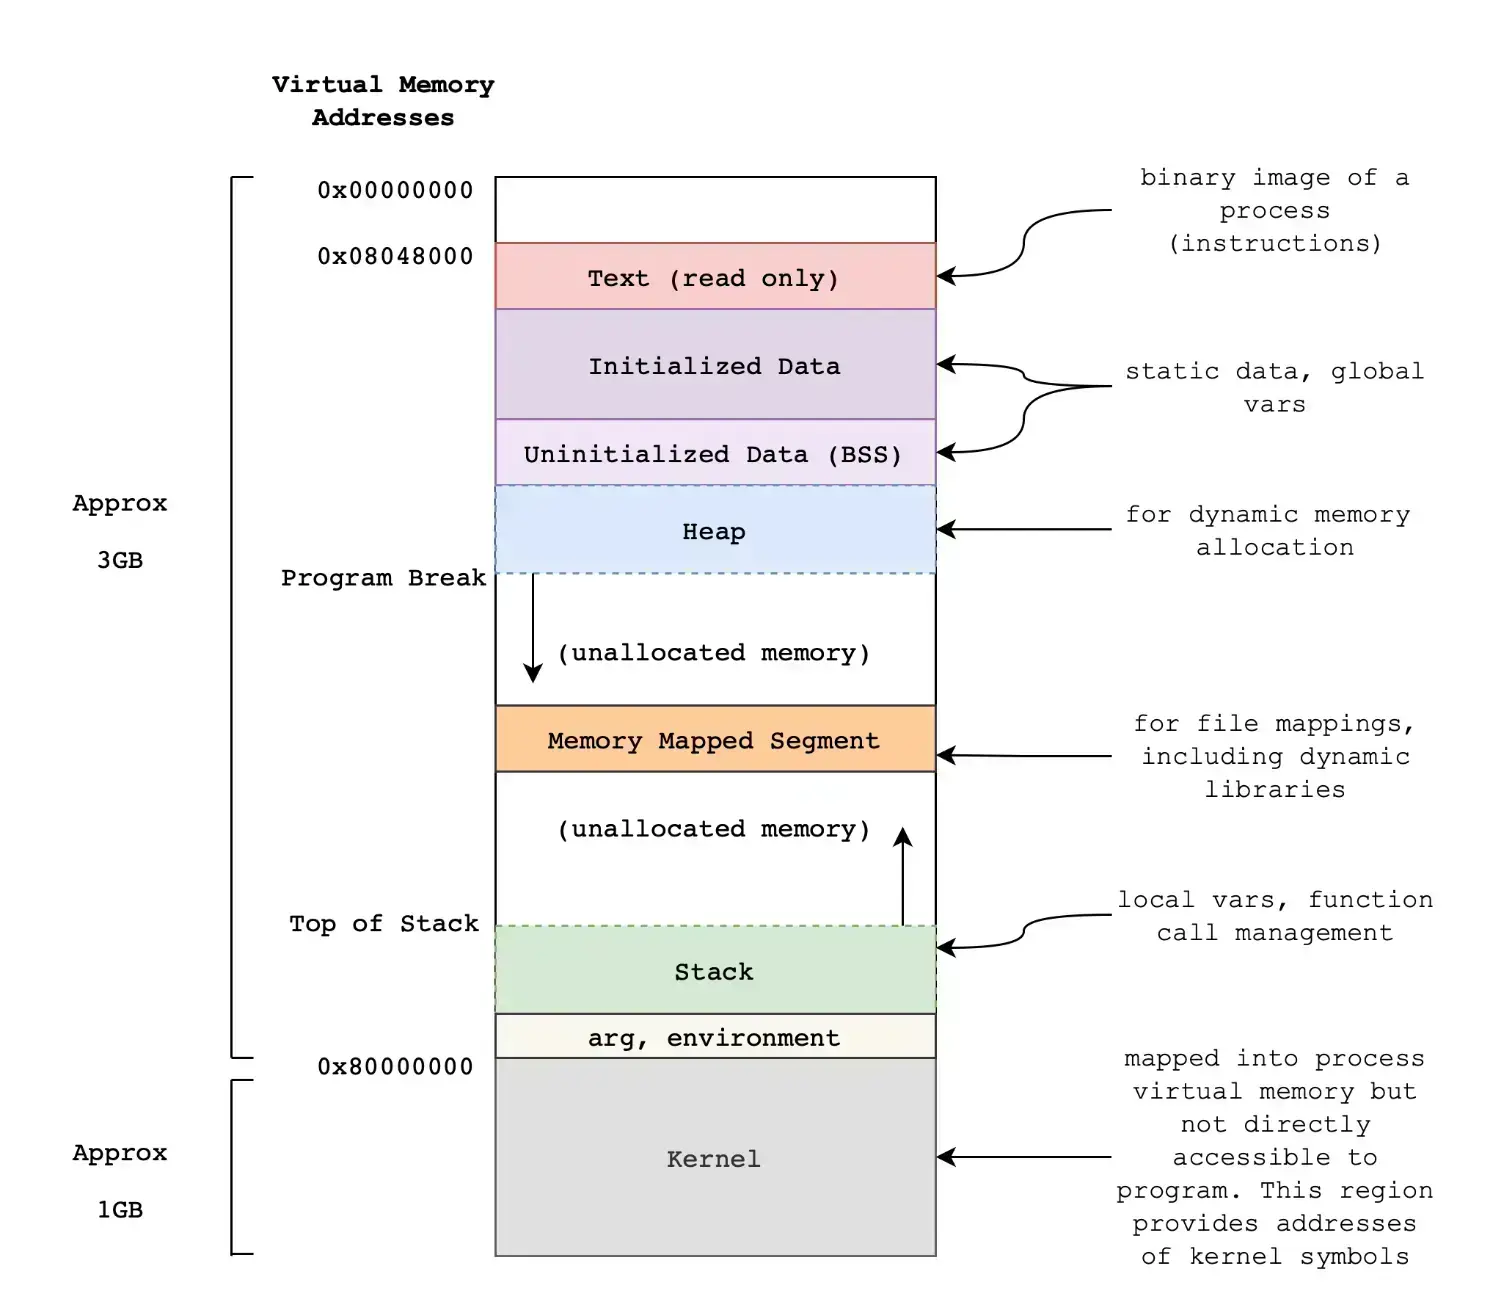 Virtual Memory
Addresses
0x00000000
0x08048000
binary image of a
process
(instructions)
Text (read only)
Initialized Data
static data, global
vars
Uninitialized Data (BSS)
Heap
for dynamic memory
allocation
Approx
3GB
Program Break
(unallocated memory)
Memory Mapped Segment
for file mappings,
including dynamic
libraries
(unallocated memory)
Top of Stack
local vars, function
call management
Stack
arg, environment
0x80000000
Kernel
mapped into process
virtual memory but
not directly
accessible to
program. This region
provides addresses
of kernel symbols
Approx
1GB